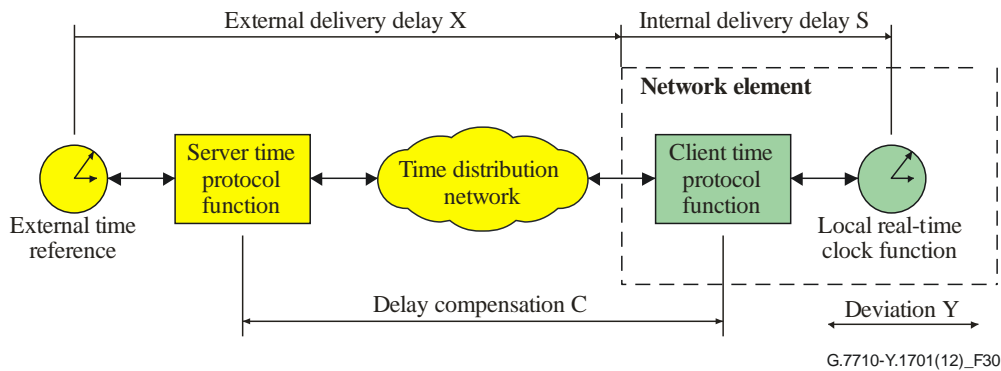 External delivery delay X
Internal delivery delay S
Network element
Server time
protocol
function
Time distribution
network
Client time
protocol
function
External time
reference
Local real-time
clock function
Delay compensation C
Deviation Y
G.7710-Y.1701(12)_F30